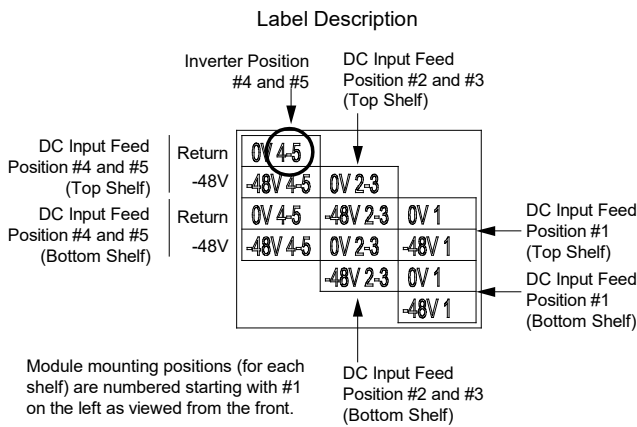 Label Description
Inverter Position
#4 and #5
DC Input Feed
Position #2 and #3
(Top Shelf)
DC Input Feed
Position #4 and #5
(Top Shelf)
Return
-48V
DC Input Feed
Position #4 and #5
(Bottom Shelf)
Return
-48V
0V 4-5
-48V 4-5 0V 2-3
0V 4-5 -48V 2-3 0V 1
-48V 4-5 0V 2-3 -48V 1
-48V 2-3 0V 1
-48V 1
DC Input Feed
Position #1
(Top Shelf)
DC Input Feed
Position #1
(Bottom Shelf)
Module mounting positions (for each
shelf) are numbered starting with #1
on the left as viewed from the front.
DC Input Feed
Position #2 and #3
(Bottom Shelf)